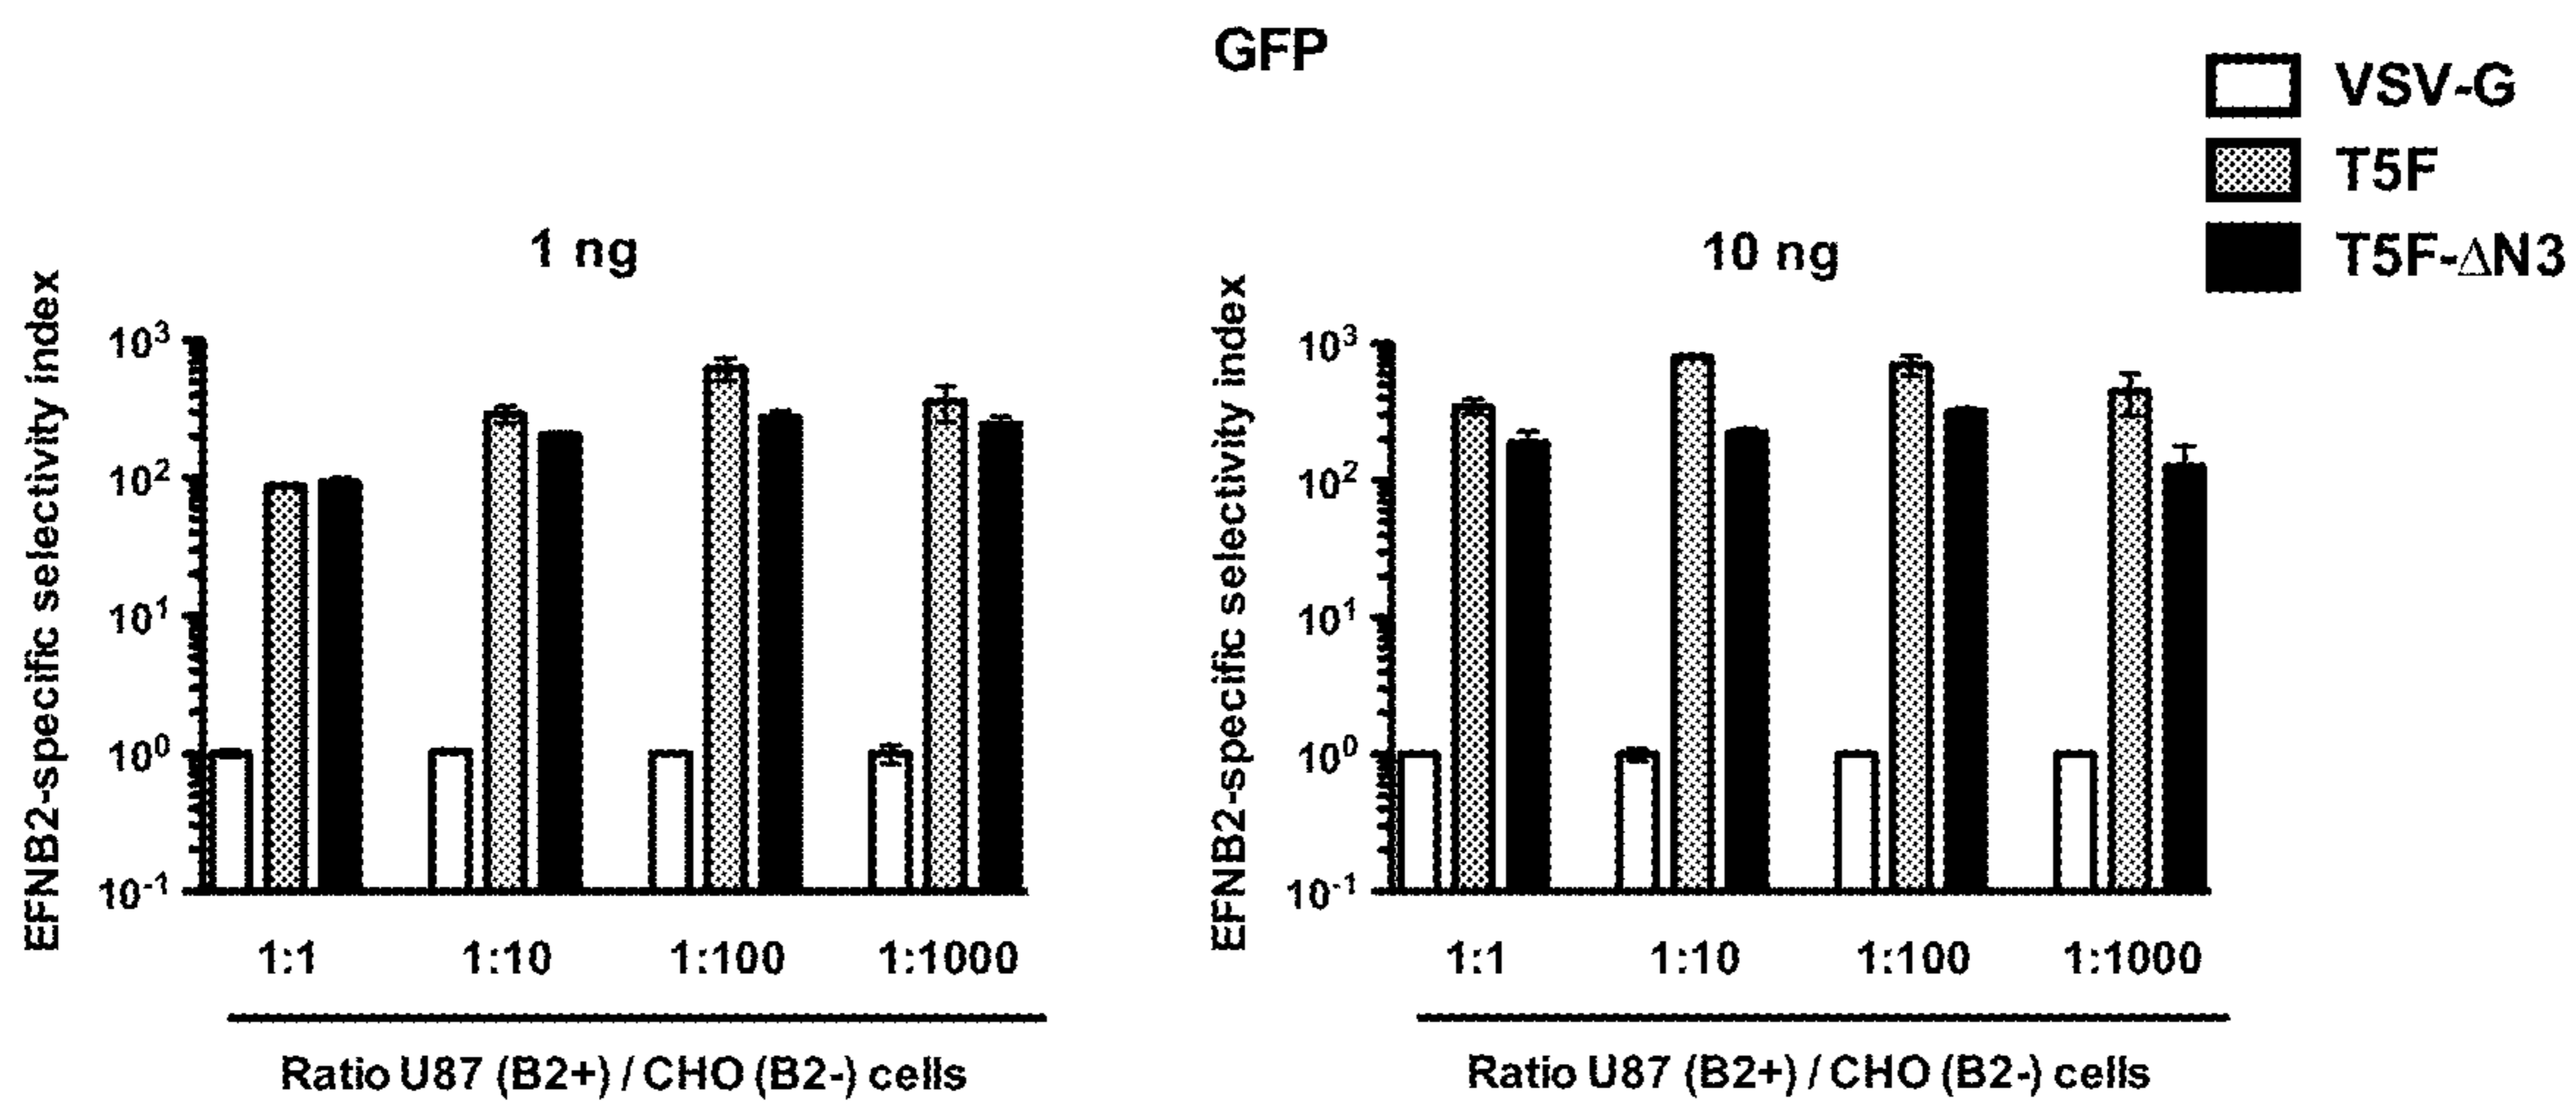 GFP
VSV-G
T5F
T5F-ΔN3
1 ng
EFNB2-specific selectivity index
10³
10²
10¹
10⁰
10⁻¹
1:1 1:10 1:100 1:1000
Ratio U87 (B2+) / CHO (B2-) cells
10 ng
EFNB2-specific selectivity index
10³
10²
10¹
10⁰
10⁻¹
1:1 1:10 1:100 1:1000
Ratio U87 (B2+) / CHO (B2-) cells